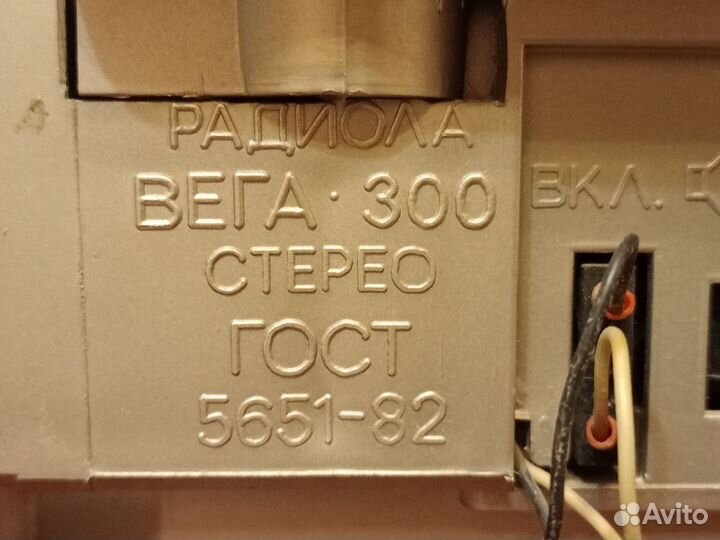 РАДИОЛА
ВЕГА · 300
СТЕРЕО
ГОСТ
5651-82
ВКЛ.
Avito